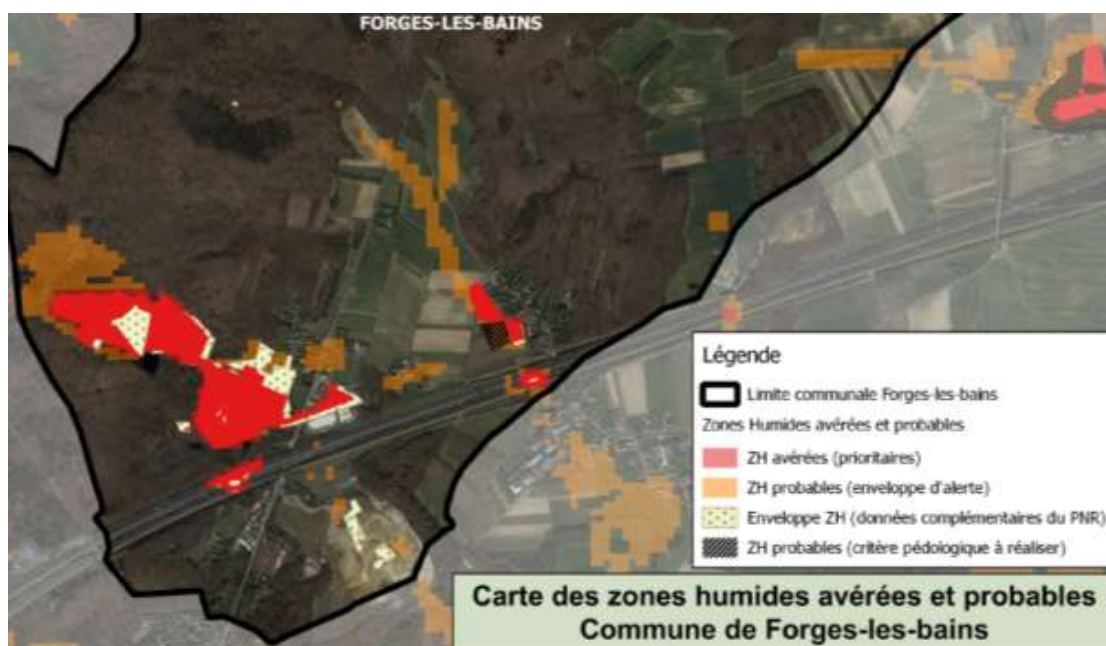 FORGES-LES-BAINS
Légende
Limite communale Forges-les-bains
Zones Humides avérées et probables
ZH avérées (prioritaires)
ZH probables (enveloppe d'alerte)
Enveloppe ZH (données complémentaires du PNR)
ZH probables (critère pédologique à réaliser)
Carte des zones humides avérées et probables
Commune de Forges-les-bains